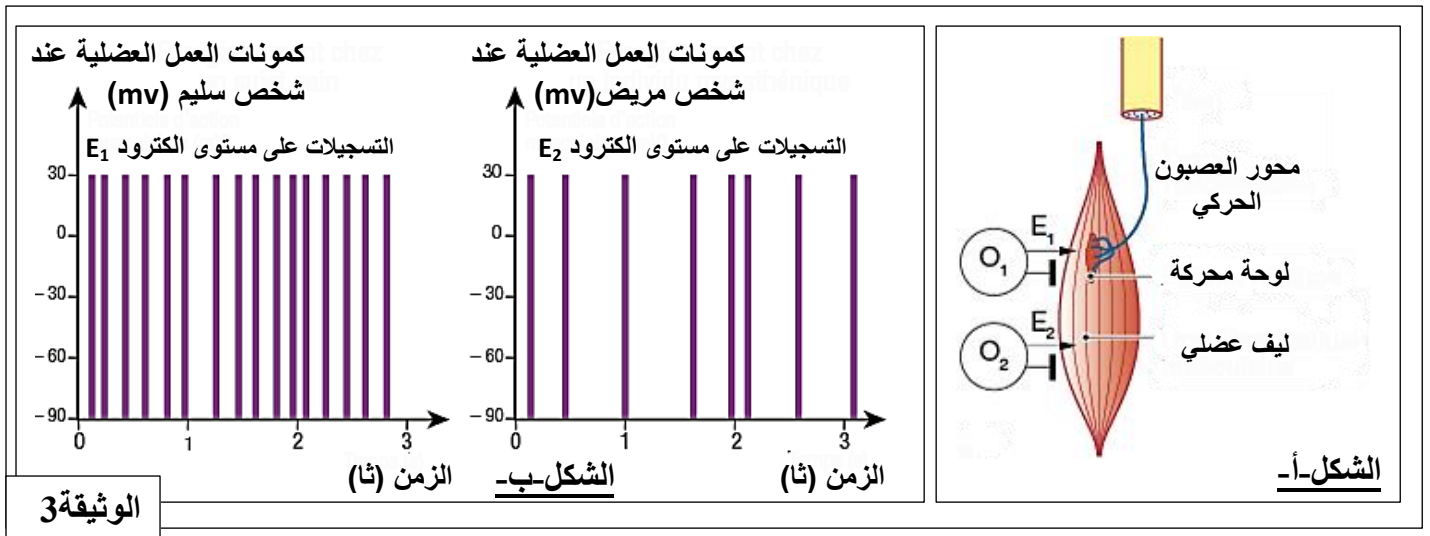 كمونات العمل العضلية عند
شخص مريض(mv)
التسجيلات على مستوى الكترود E₂
30
0
−30
−60
−90
0 1 2 3
الزمن (ثا)
كمونات العمل العضلية عند
شخص سليم (mv)
التسجيلات على مستوى الكترود E₁
30
0
−30
−60
−90
0 1 2 3
الزمن (ثا)
الشكل-ب-
محور العصبون
الحركي
E₁
O₁
لوحة محركة
E₂
O₂
ليف عضلي
الشكل-أ-
الوثيقة3